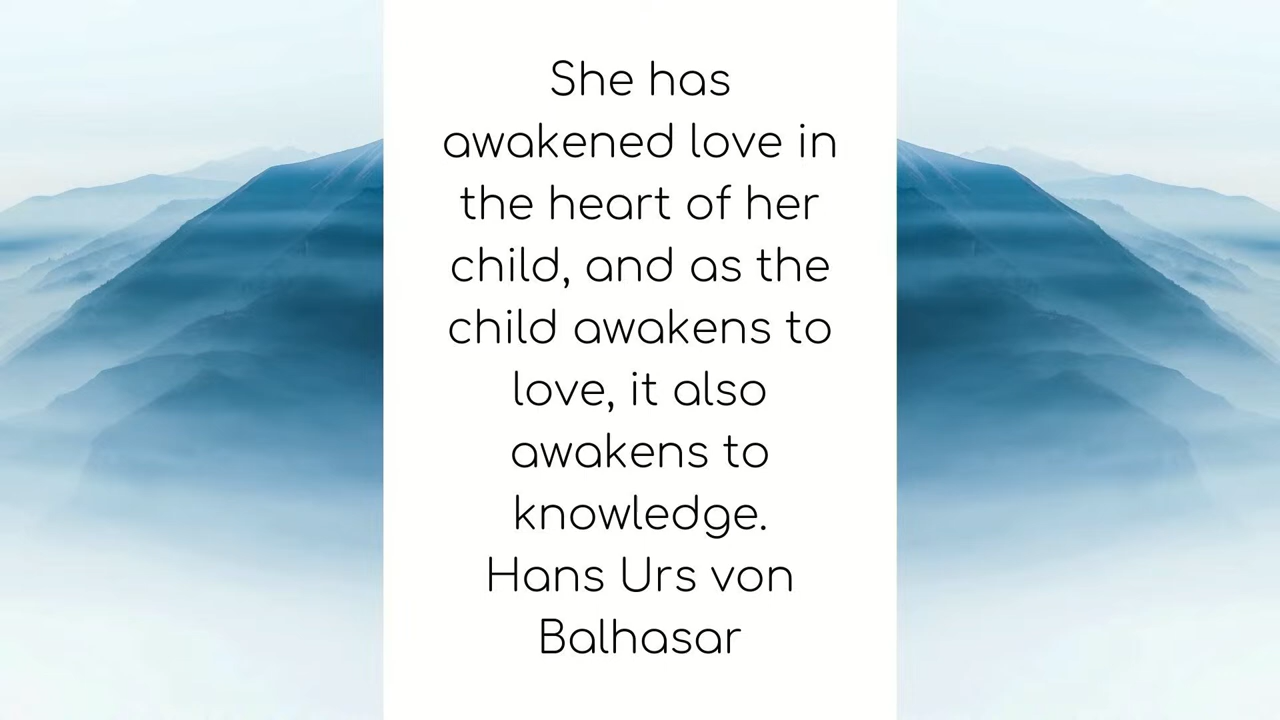 She has
awakened love in
the heart of her
child, and as the
child awakens to
love, it also
awakens to
knowledge.
Hans Urs von
Balhasar